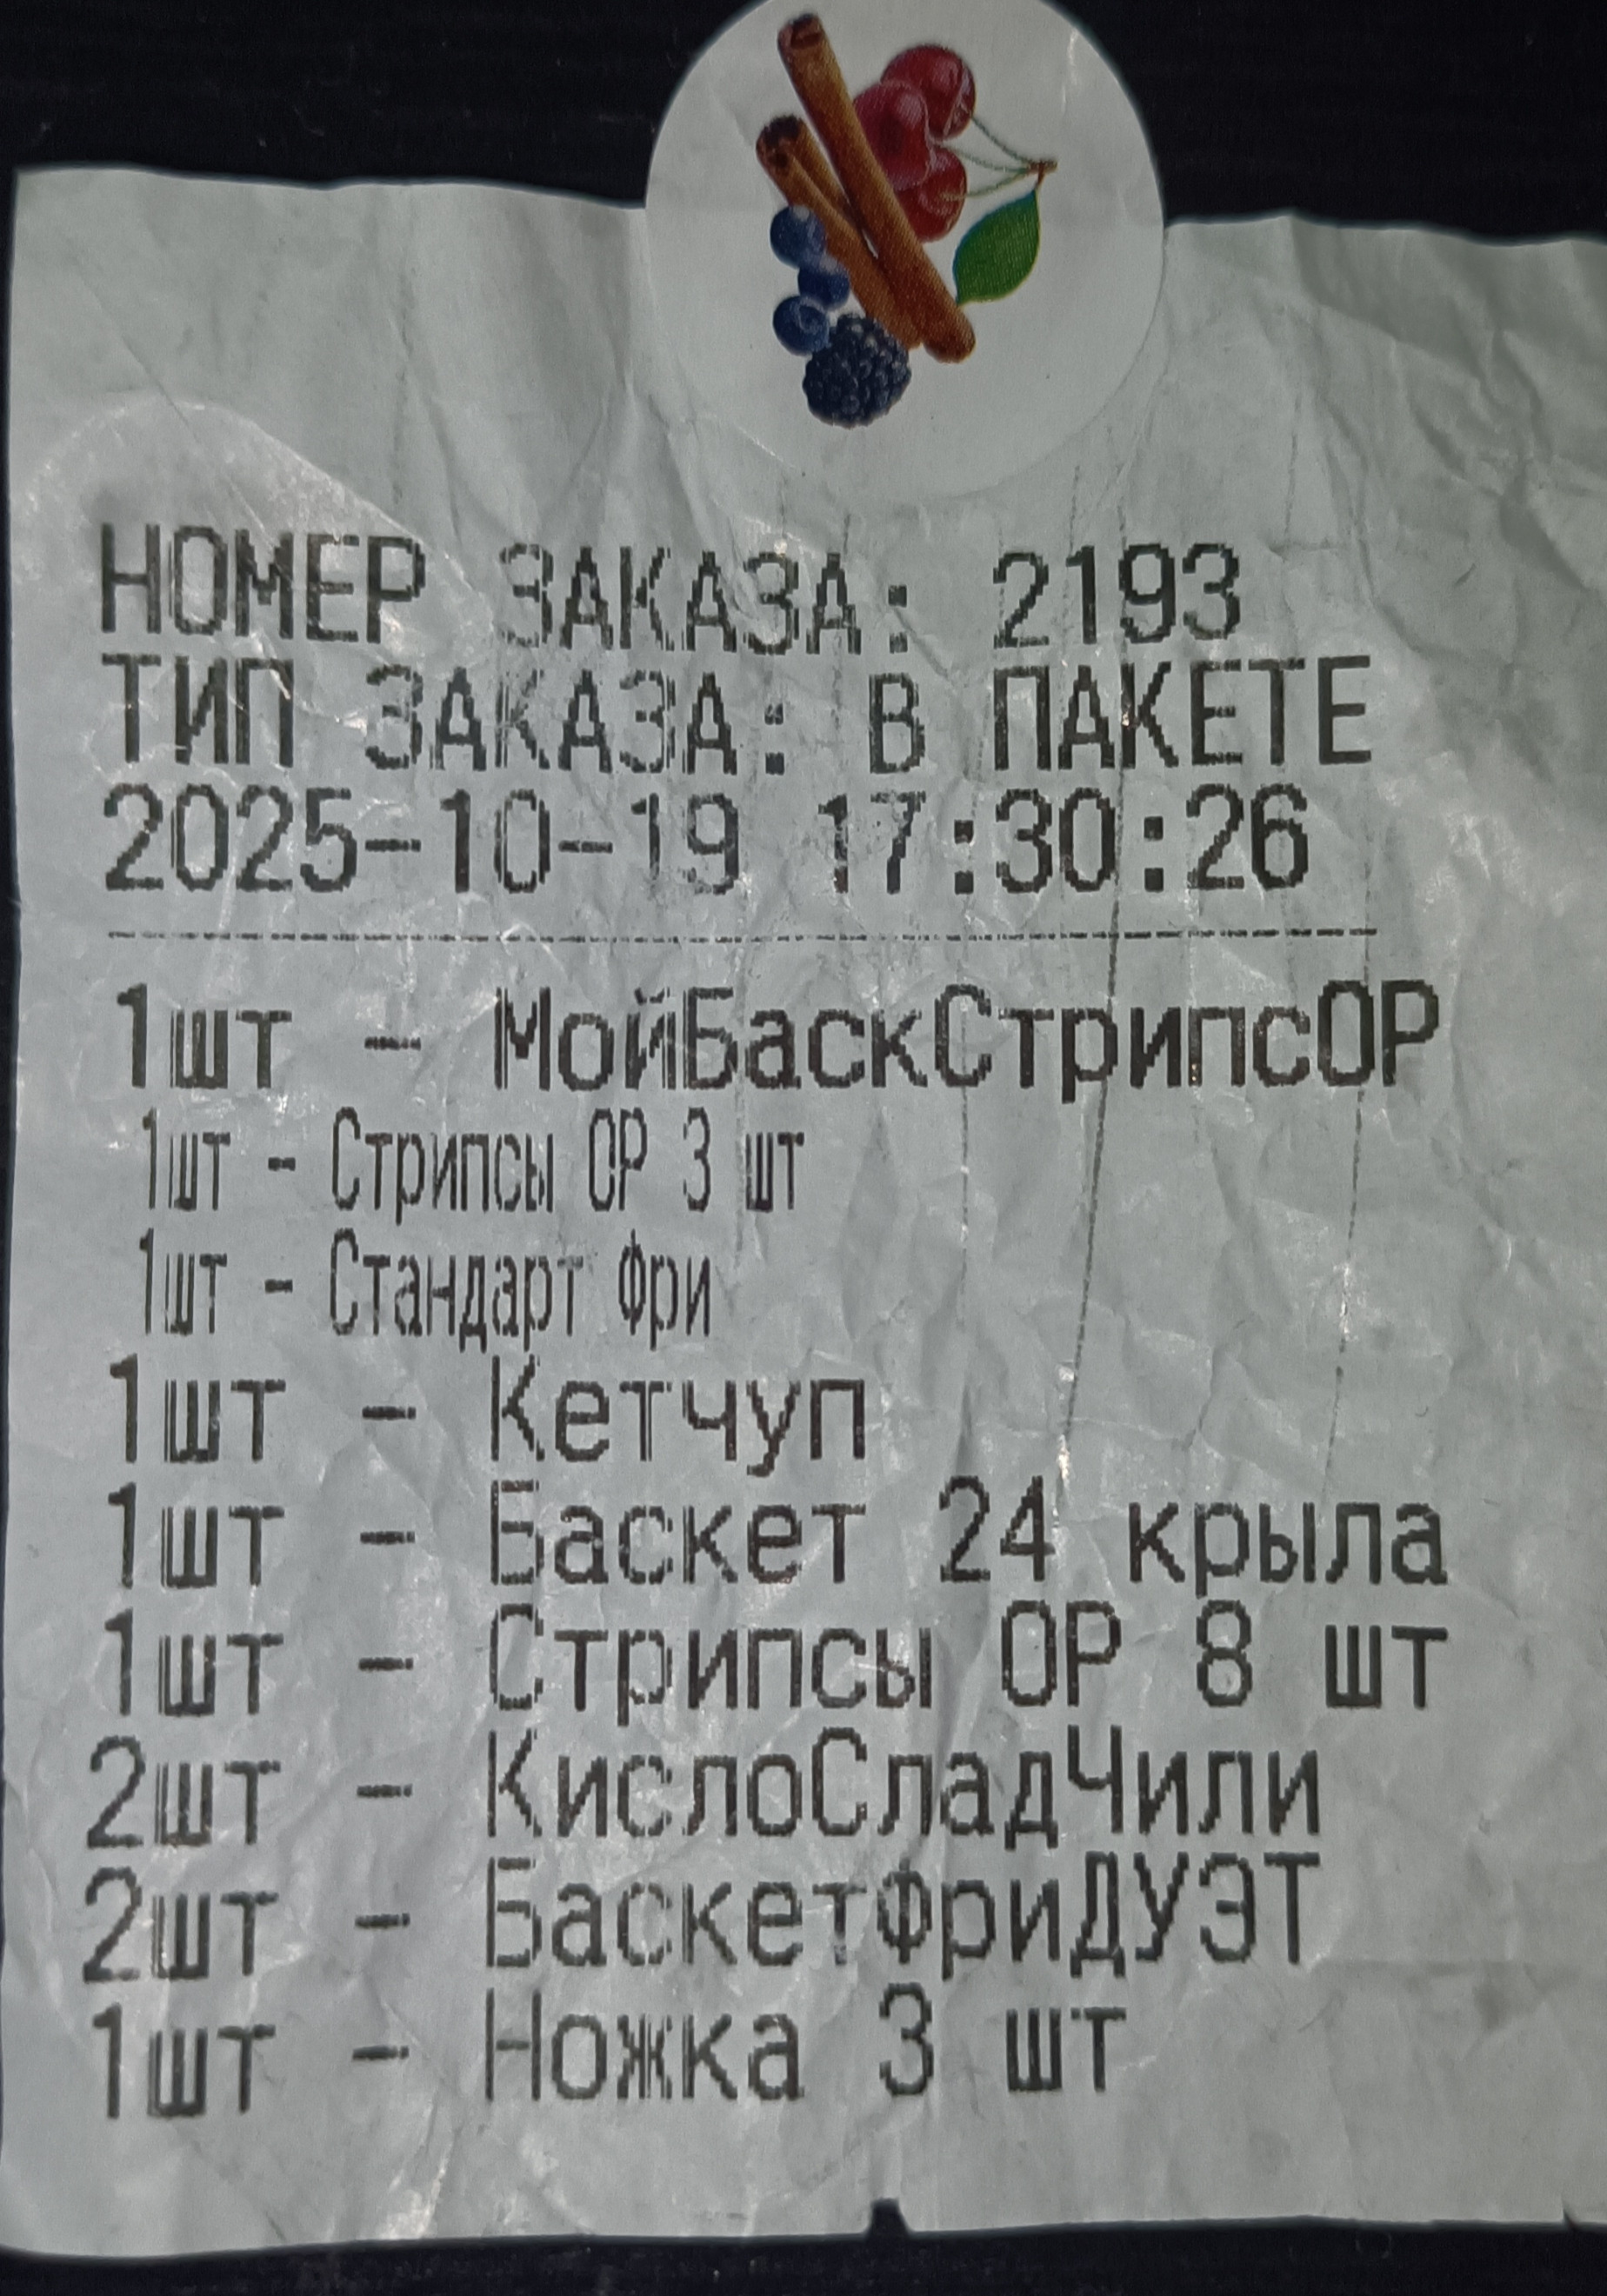 НОМЕР ЗАКАЗА: 2193
ТИП ЗАКАЗА: В ПАКЕТЕ
2025-10-19 17:30:26
1шт - МойБаскСтрипсОР
1шт - Стрипсы ОР 3 шт
1шт - Стандарт Фри
1шт - Кетчуп
1шт - Баскет 24 крыла
1шт - Стрипсы ОР 8 шт
2шт - КислоСладЧили
2шт - БаскетФриДУЭТ
1шт - Ножка 3 шт